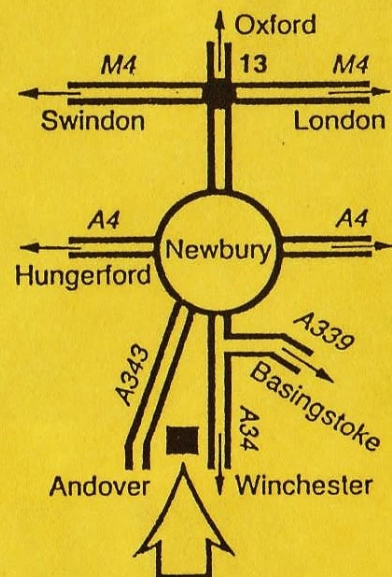 Oxford
M4 13 M4
Swindon London
A4 A4
Newbury
Hungerford
A343 A34 A339
Basingstoke
Andover Winchester